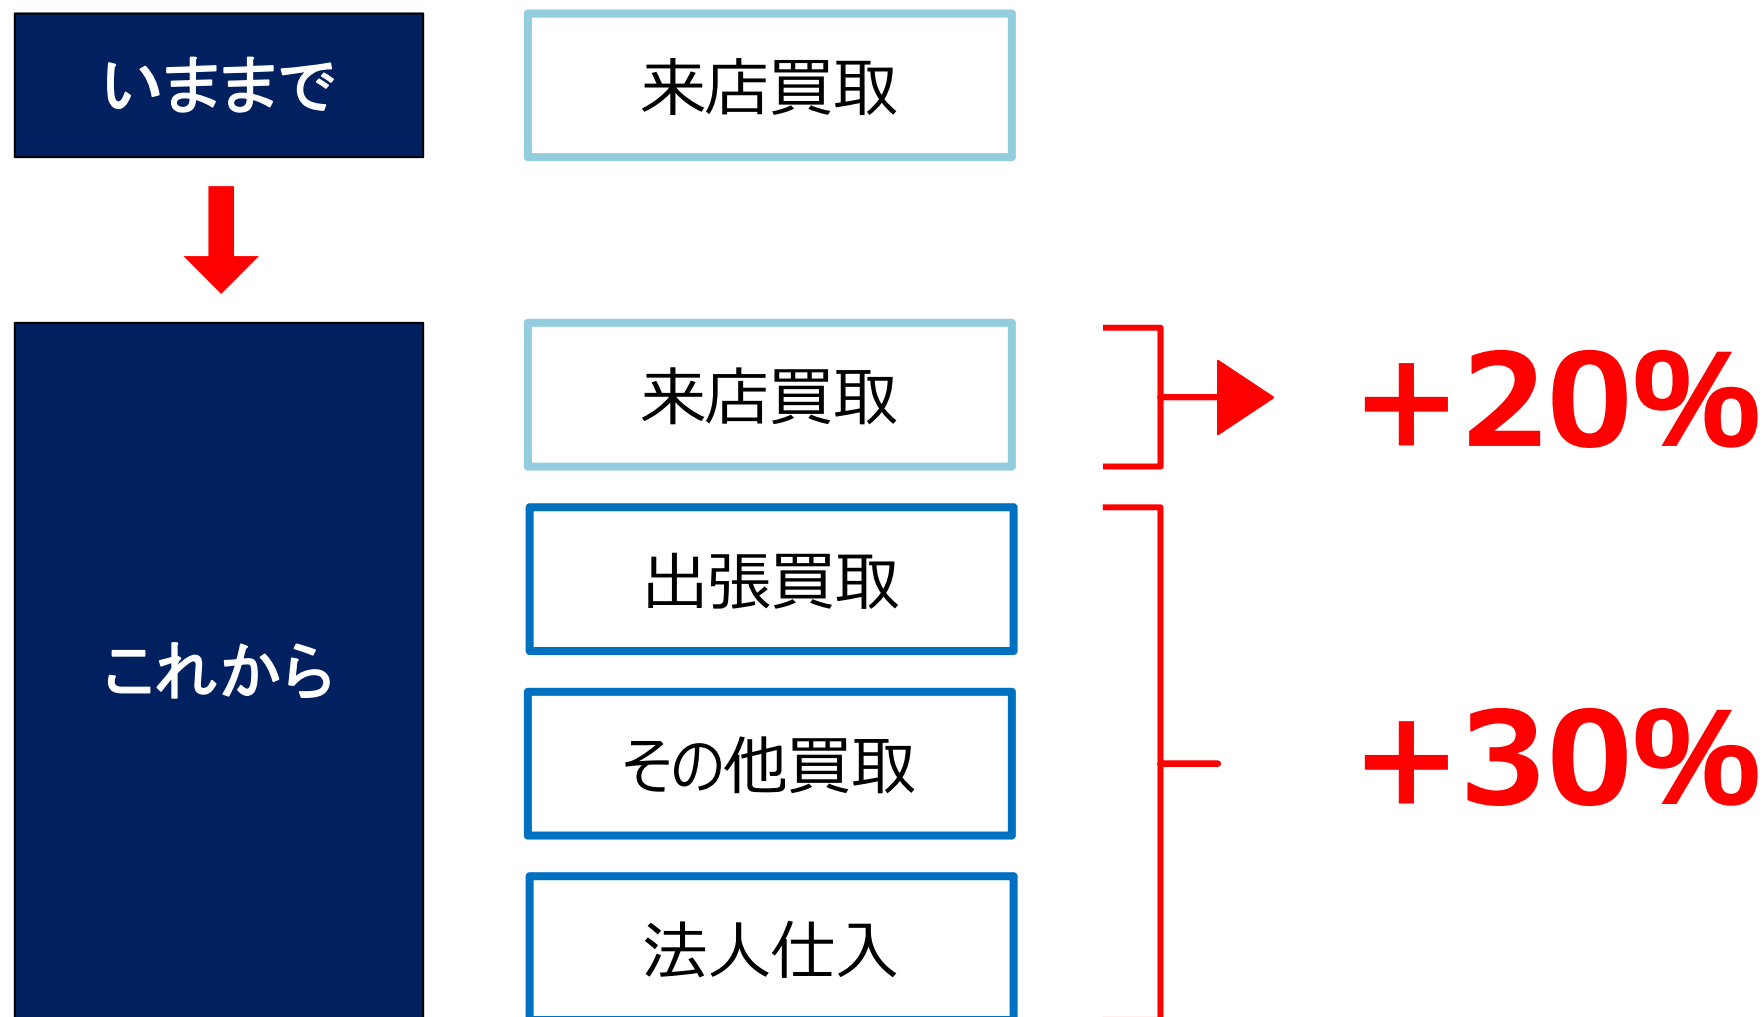 いままで
来店買取
これから
来店買取
+20%
出張買取
その他買取
+30%
法人仕入